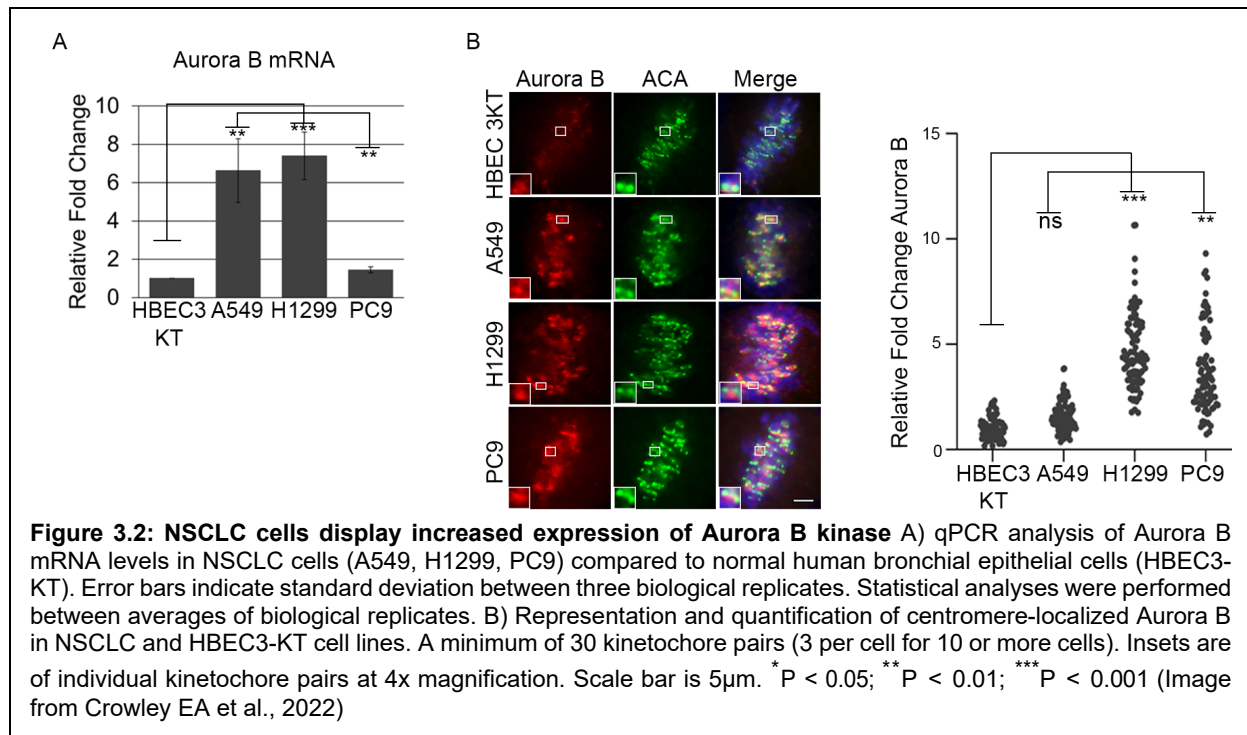 A
Aurora B mRNA
Relative Fold Change
10
8
6
4
2
0
**
***
**
HBEC3
KT
A549
H1299
PC9
B
Aurora B
ACA
Merge
HBEC 3KT
A549
H1299
PC9
Relative Fold Change Aurora B
15
10
5
0
ns
***
**
HBEC3
KT
A549
H1299
PC9
Figure 3.2: NSCLC cells display increased expression of Aurora B kinase A) qPCR analysis of Aurora B
mRNA levels in NSCLC cells (A549, H1299, PC9) compared to normal human bronchial epithelial cells (HBEC3-
KT). Error bars indicate standard deviation between three biological replicates. Statistical analyses were performed
between averages of biological replicates. B) Representation and quantification of centromere-localized Aurora B
in NSCLC and HBEC3-KT cell lines. A minimum of 30 kinetochore pairs (3 per cell for 10 or more cells). Insets are
of individual kinetochore pairs at 4x magnification. Scale bar is 5µm. *P < 0.05; **P < 0.01; ***P < 0.001 (Image
from Crowley EA et al., 2022)